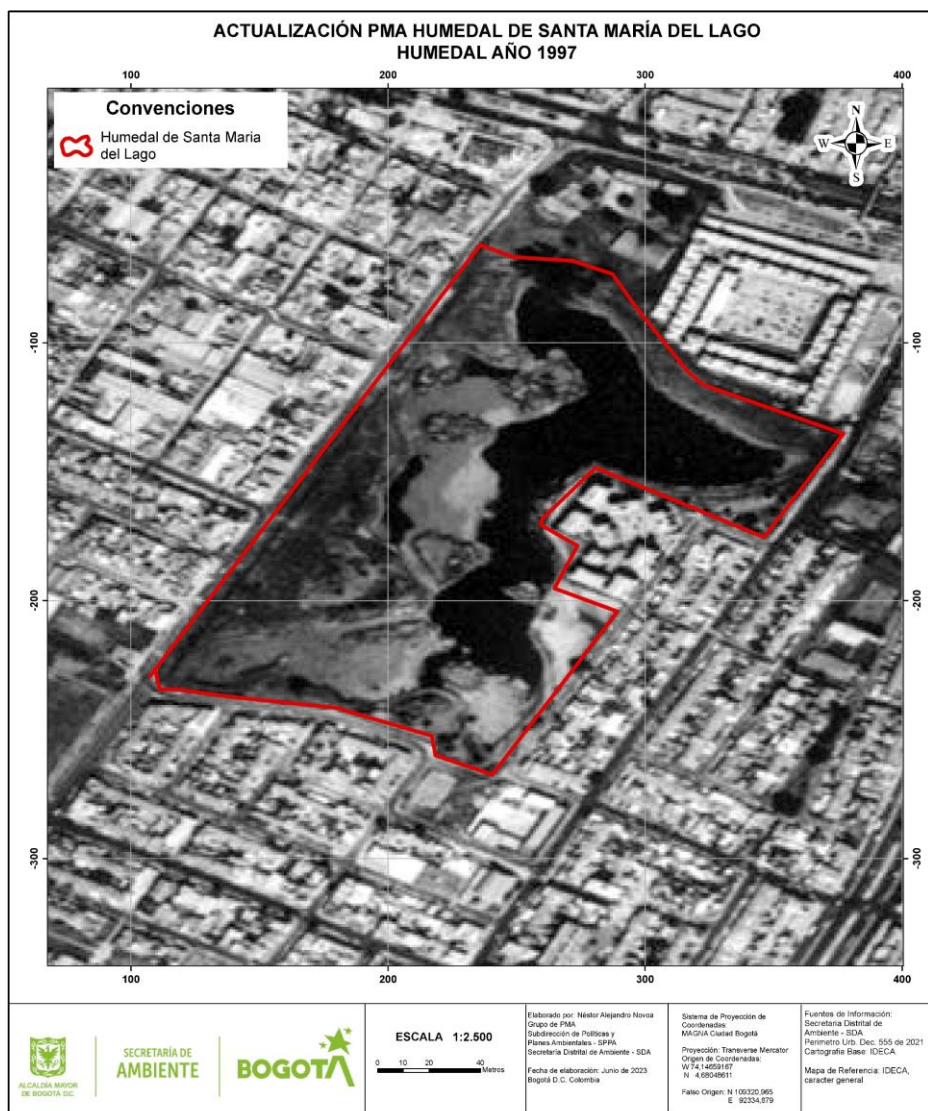 ACTUALIZACIÓN PMA HUMEDAL DE SANTA MARÍA DEL LAGO
HUMEDAL AÑO 1997
100
200
300
400
Convenciones
Humedal de Santa Maria
del Lago
N
W
E
S
-100
-100
-200
-200
-300
-300
100
200
300
400
ALCALDÍA MAYOR
DE BOGOTÁ D.C.
SECRETARÍA DE
AMBIENTE
BOGOTÁ
ESCALA 1:2.500
0 10 20 40
Metros
Elaborado por: Néstor Alejandro Novoa
Grupo de PMA
Subdirección de Políticas y
Planes Ambientales - SPPA
Secretaría Distrital de Ambiente - SDA
Fecha de elaboración: Junio de 2023
Bogotá D.C. Colombia
Sistema de Proyección de
Coordenadas:
MAGNA Ciudad Bogotá
Proyección: Transverse Mercator
Origen de Coordenadas:
W 74,14659167
N 4,68048611
Falso Origen: N 109320,965
E 92334,879
Fuentes de Información:
Secretaria Distrital de
Ambiente - SDA
Perimetro Urb. Dec. 555 de 2021
Cartografía Base: IDECA.
Mapa de Referencia: IDECA,
caracter general